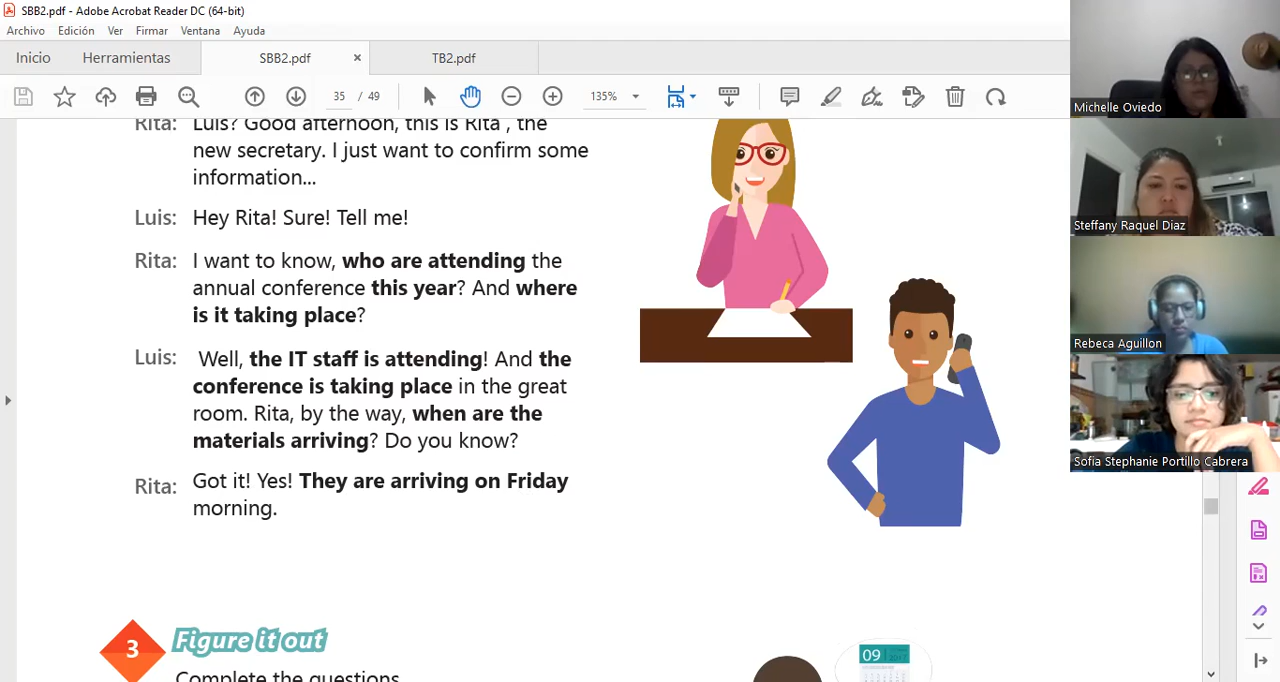 SBB2.pdf - Adobe Acrobat Reader DC (64-bit)
Archivo Edición Ver Firmar Ventana Ayuda
Inicio Herramientas SBB2.pdf × TB2.pdf
35 / 49 135%
Rita: Luis? Good afternoon, this is Rita , the
new secretary. I just want to confirm some
information...
Luis: Hey Rita! Sure! Tell me!
Rita: I want to know, who are attending the
annual conference this year? And where
is it taking place?
Luis: Well, the IT staff is attending! And the
conference is taking place in the great
room. Rita, by the way, when are the
materials arriving? Do you know?
Rita: Got it! Yes! They are arriving on Friday
morning.
3 Figure it out
Complete the questions
09
Michelle Oviedo
Steffany Raquel Diaz
Rebeca Aguillon
Sofia Stephanie Portillo Cabrera